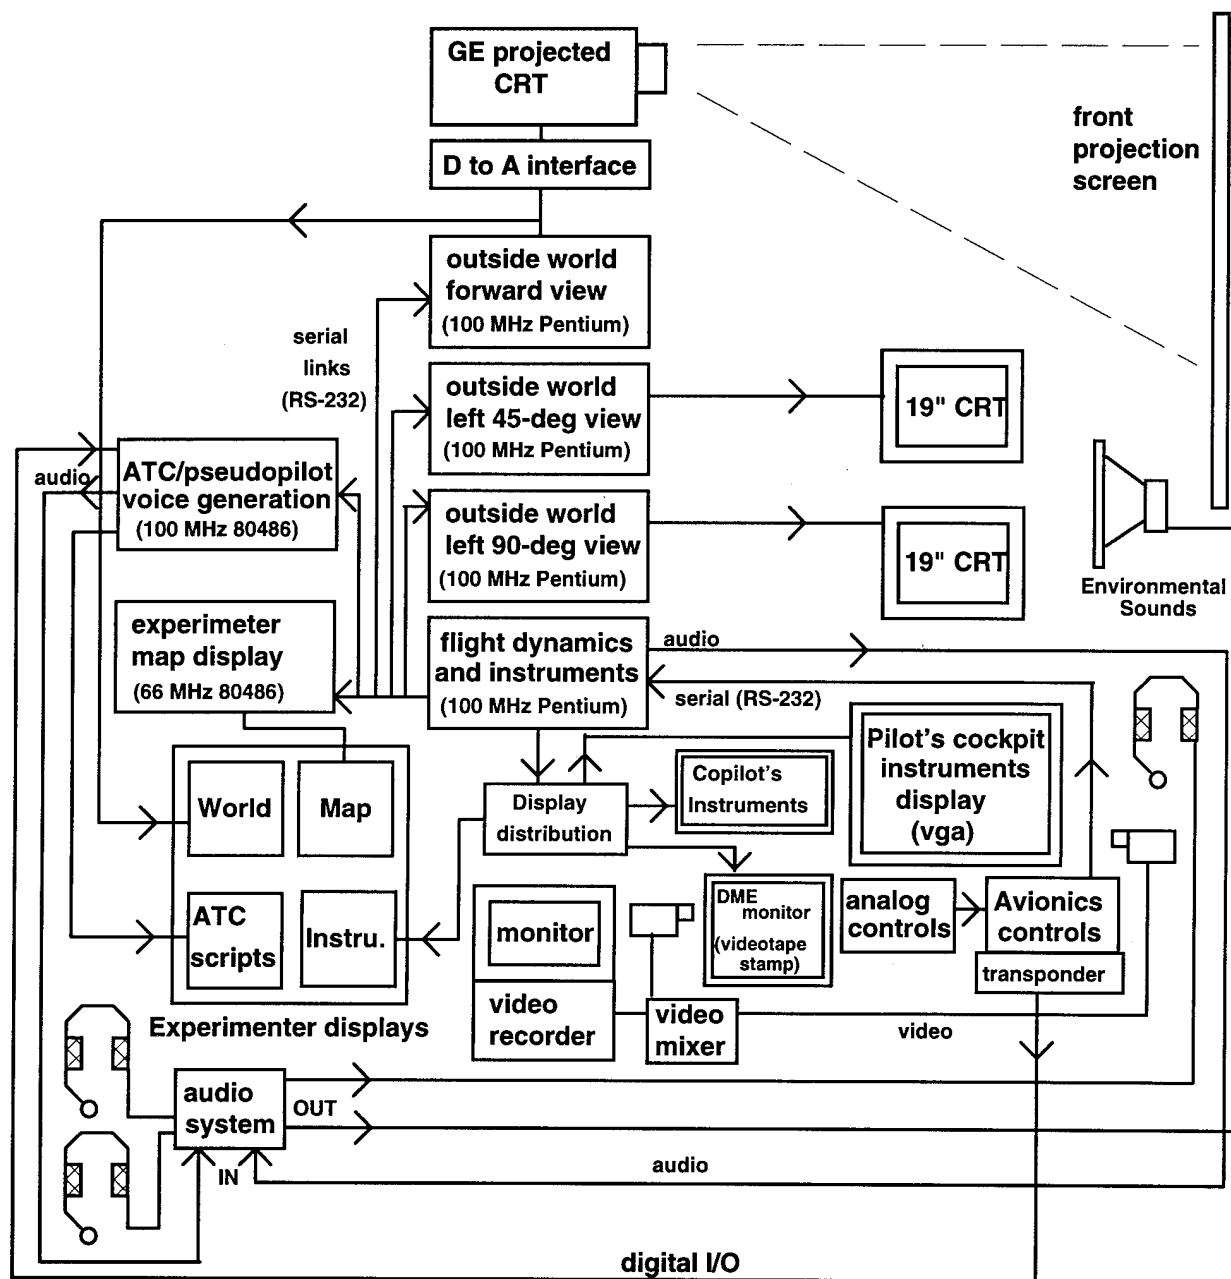 GE projected
CRT
D to A interface
front
projection
screen
outside world
forward view
(100 MHz Pentium)
serial
links
(RS-232)
outside world
left 45-deg view
(100 MHz Pentium)
19" CRT
audio
ATC/pseudopilot
voice generation
(100 MHz 80486)
outside world
left 90-deg view
(100 MHz Pentium)
19" CRT
Environmental
Sounds
experimeter
map display
(66 MHz 80486)
flight dynamics
and instruments
(100 MHz Pentium)
audio
serial (RS-232)
World
Map
Display
distribution
Copilot's
Instruments
Pilot's cockpit
instruments
display
(vga)
ATC
scripts
Instru.
monitor
DME
monitor
(videotape
stamp)
analog
controls
Avionics
controls
transponder
Experimenter displays
video
recorder
video
mixer
video
audio
system
OUT
IN
audio
digital I/O